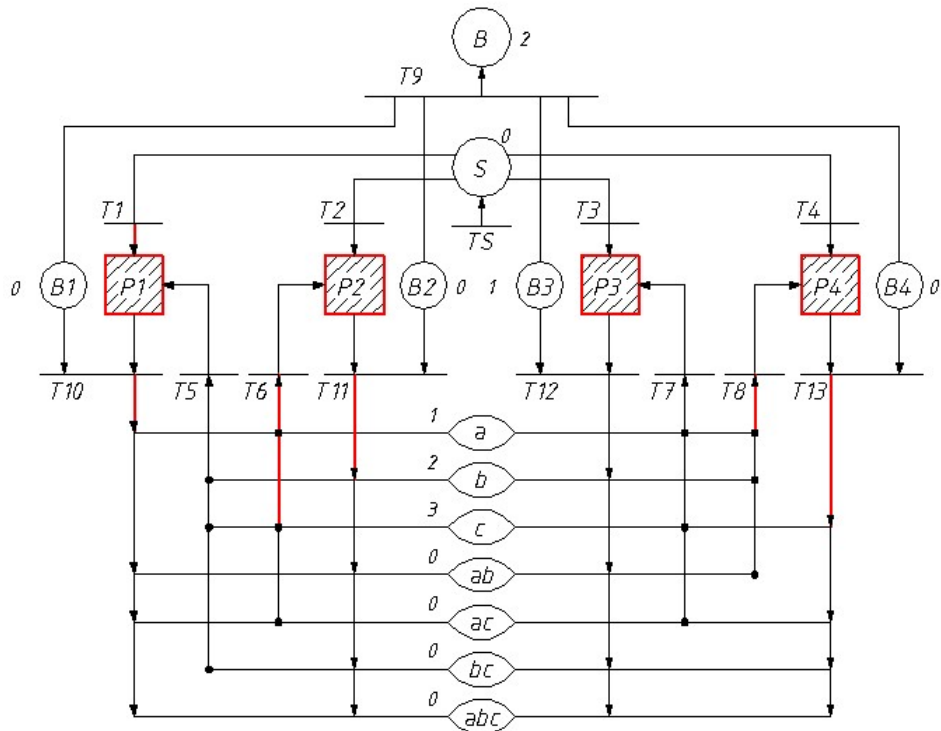 B 2
T9
0
S
T1 T2 TS T3 T4
0 B1 P1 P2 B2 0 1 B3 P3 P4 B4 0
T10 T5 T6 T11 T12 T7 T8 T13
1 a
2 b
3 c
0 ab
0 ac
0 bc
0 abc